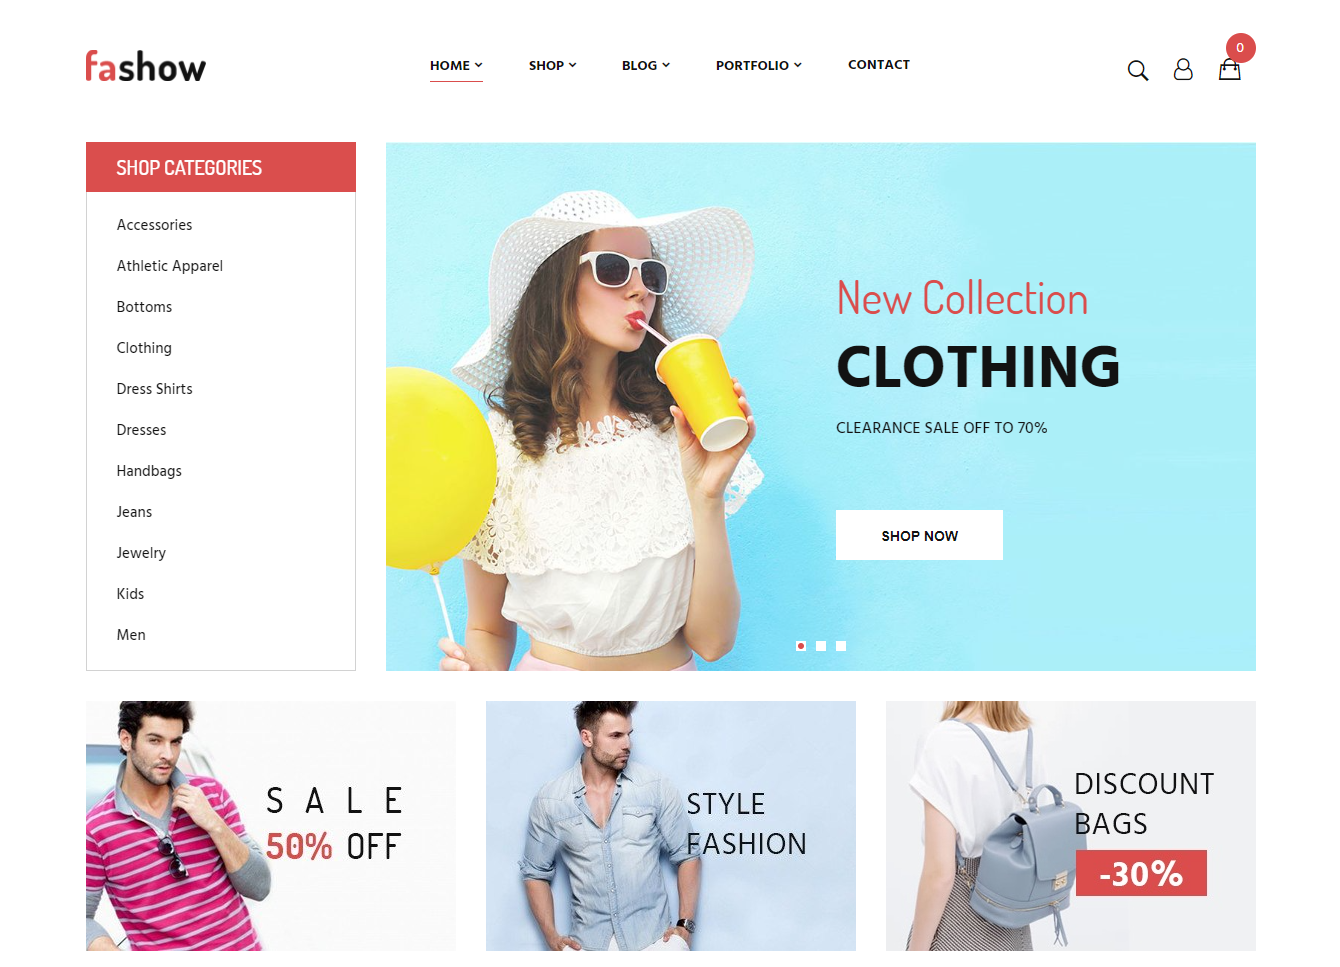 fashow
HOME
SHOP
BLOG
PORTFOLIO
CONTACT
0
SHOP CATEGORIES
Accessories
Athletic Apparel
Bottoms
Clothing
Dress Shirts
Dresses
Handbags
Jeans
Jewelry
Kids
Men
New Collection
CLOTHING
CLEARANCE SALE OFF TO 70%
SHOP NOW
SALE
50% OFF
STYLE
FASHION
DISCOUNT
BAGS
-30%